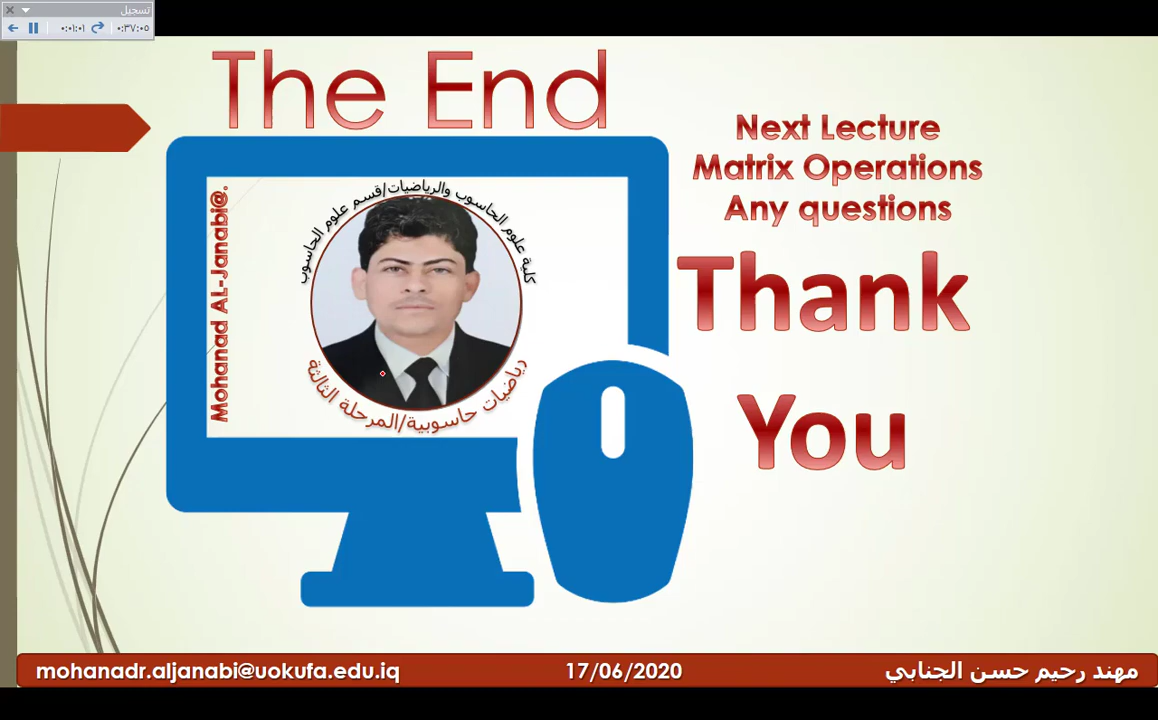 تسجيل
٠:٠١:٠١
٠:٣٧:٠٥
The End
Next Lecture
Matrix Operations
Any questions
Thank
You
Mohanad AL-Janabi@.
كلية علوم الحاسوب والرياضيات/قسم علوم الحاسوب
رياضيات حاسوبية/المرحلة الثالثة
mohanadr.aljanabi@uokufa.edu.iq
17/06/2020
مهند رحيم حسن الجنابي